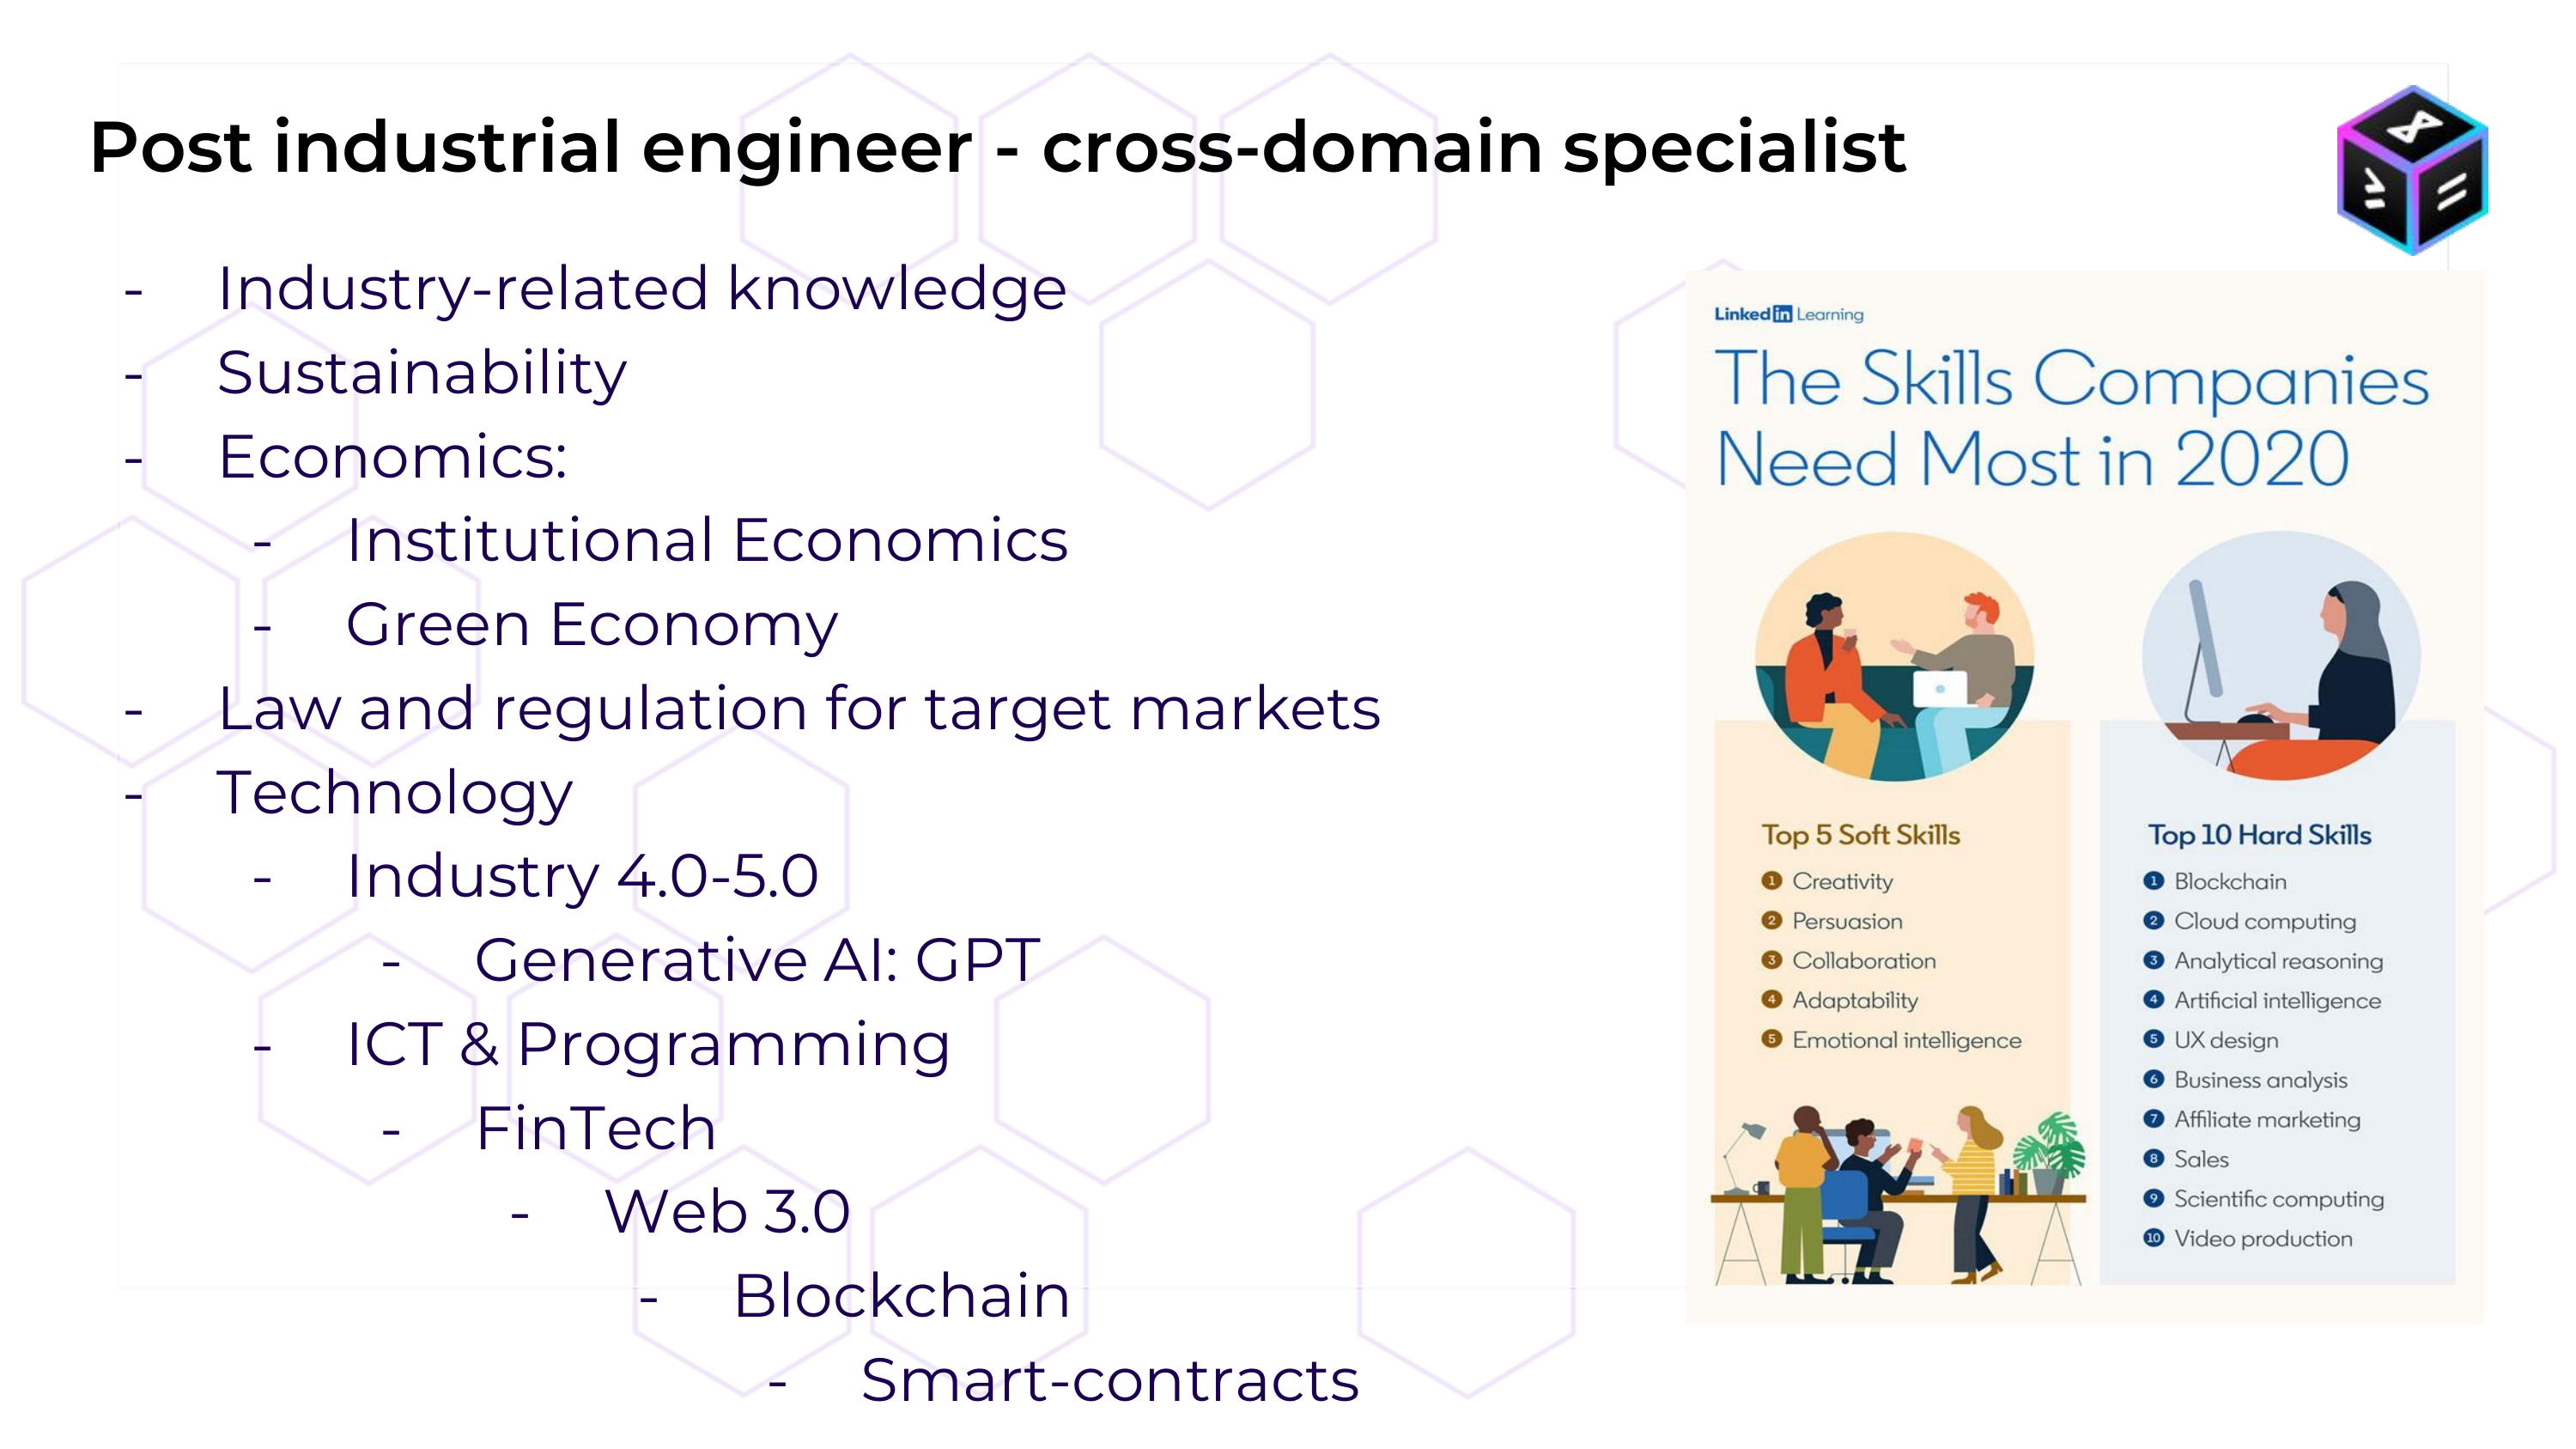 Post industrial engineer - cross-domain specialist
- Industry-related knowledge
- Sustainability
- Economics:
- Institutional Economics
- Green Economy
- Law and regulation for target markets
- Technology
- Industry 4.0-5.0
- Generative AI: GPT
- ICT & Programming
- FinTech
- Web 3.0
- Blockchain
- Smart-contracts
Linked in Learning
The Skills Companies
Need Most in 2020
Top 5 Soft Skills
1 Creativity
2 Persuasion
3 Collaboration
4 Adaptability
5 Emotional intelligence
Top 10 Hard Skills
1 Blockchain
2 Cloud computing
3 Analytical reasoning
4 Artificial intelligence
5 UX design
6 Business analysis
7 Affiliate marketing
8 Sales
9 Scientific computing
10 Video production